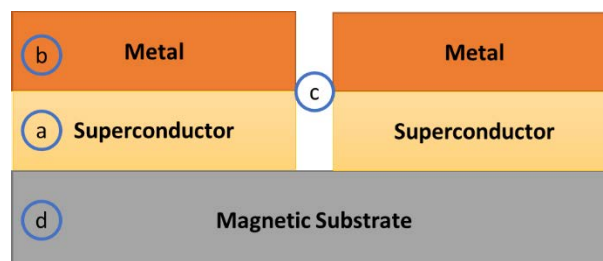 b Metal Metal
c
a Superconductor Superconductor
d Magnetic Substrate